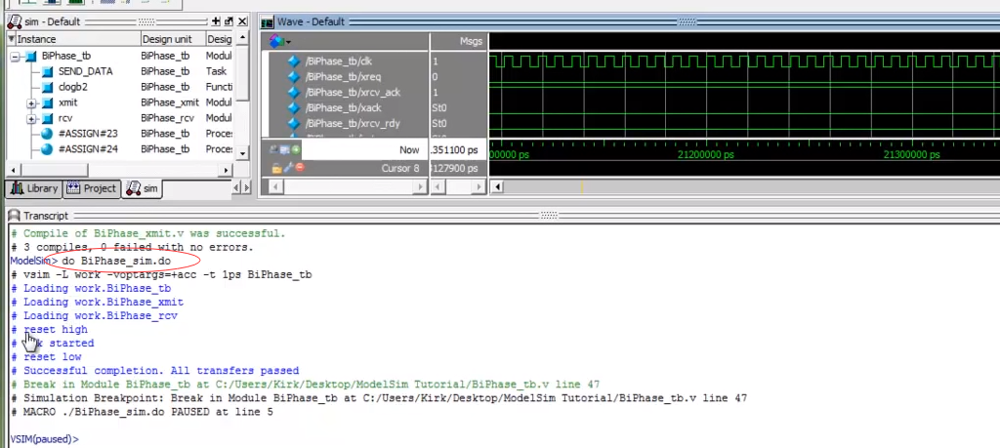 sim - Default
Instance Design unit Desig
BiPhase_tb BiPhase_tb Modul
SEND_DATA BiPhase_tb Task
clogb2 BiPhase_tb Functi
xmit BiPhase_xmit Modul
rcv BiPhase_rcv Modul
#ASSIGN#23 BiPhase_tb Proce
#ASSIGN#24 BiPhase_tb Proce
Library Project sim
Wave - Default
Msgs
/BiPhase_tb/clk 1
/BiPhase_tb/xreq 0
/BiPhase_tb/xrcv_ack 1
/BiPhase_tb/xack St0
/BiPhase_tb/xrcv_rdy St0
Now .351100 ps 00000 ps 21200000 ps 21300000 ps
Cursor 8 3127900 ps
Transcript
# Compile of BiPhase_xmit.v was successful.
# 3 compiles, 0 failed with no errors.
ModelSim> do BiPhase_sim.do
# vsim -L work -voptargs=+acc -t 1ps BiPhase_tb
# Loading work.BiPhase_tb
# Loading work.BiPhase_xmit
# Loading work.BiPhase_rcv
# reset high
# k started
# reset low
# Successful completion. All transfers passed
# Break in Module BiPhase_tb at C:/Users/Kirk/Desktop/ModelSim Tutorial/BiPhase_tb.v line 47
# Simulation Breakpoint: Break in Module BiPhase_tb at C:/Users/Kirk/Desktop/ModelSim Tutorial/BiPhase_tb.v line 47
# MACRO ./BiPhase_sim.do PAUSED at line 5
VSIM(paused)>